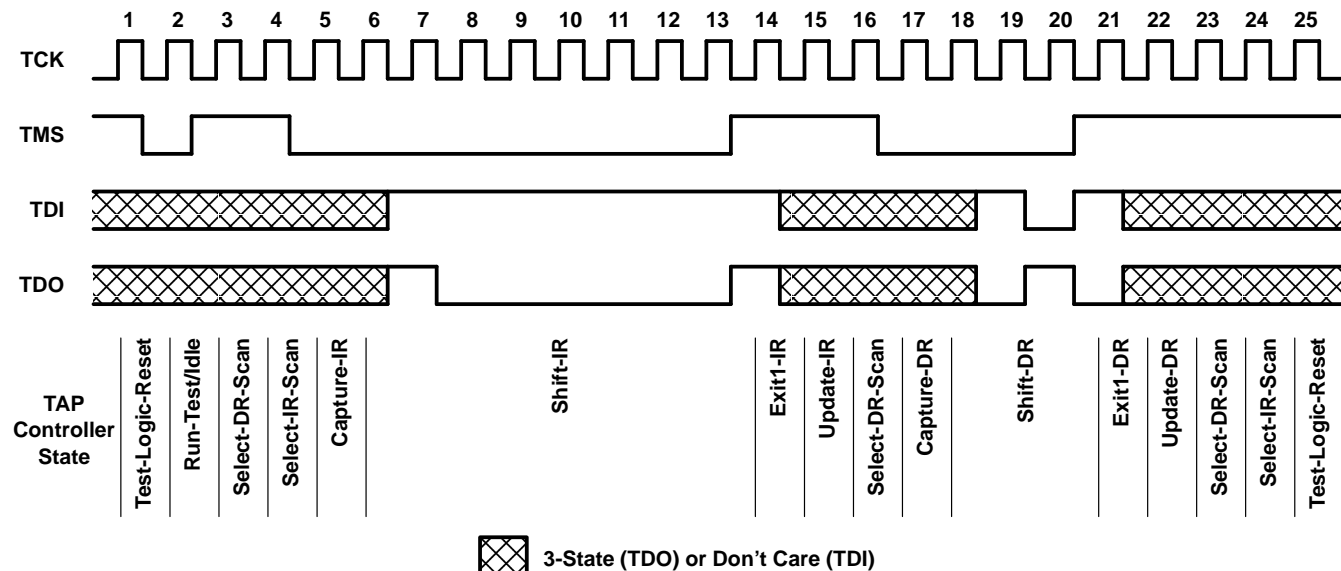 1 2 3 4 5 6 7 8 9 10 11 12 13 14 15 16 17 18 19 20 21 22 23 24 25
TCK
TMS
TDI
TDO
TAP
Controller
State
Test-Logic-Reset
Run-Test/Idle
Select-DR-Scan
Select-IR-Scan
Capture-IR
Shift-IR
Exit1-IR
Update-IR
Select-DR-Scan
Capture-DR
Shift-DR
Exit1-DR
Update-DR
Select-DR-Scan
Select-IR-Scan
Test-Logic-Reset
3-State (TDO) or Don’t Care (TDI)